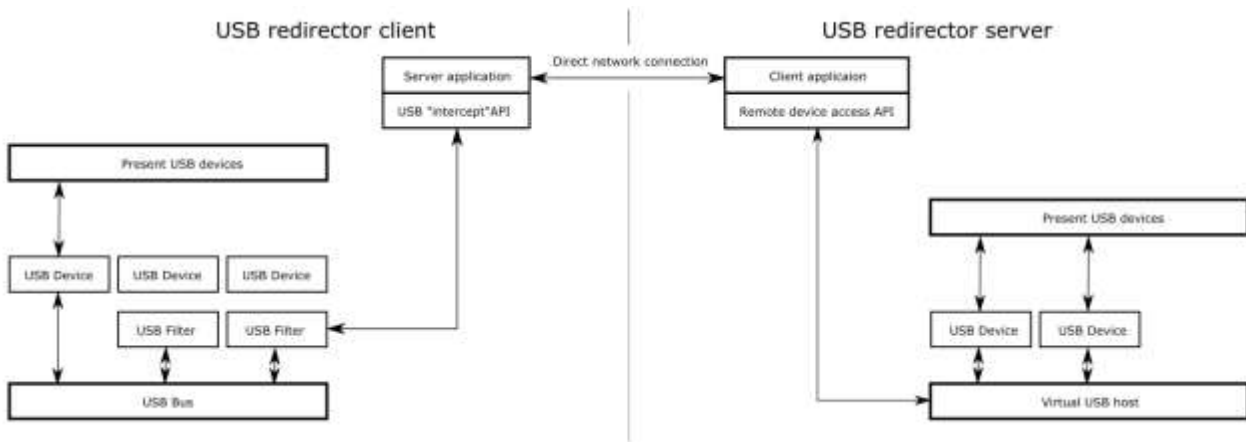 USB redirector client
USB redirector server
Direct network connection
Server application
USB "intercept"API
Client applicaion
Remote device access API
Present USB devices
USB Device
USB Device
USB Device
USB Filter
USB Filter
USB Bus
Present USB devices
USB Device
USB Device
Virtual USB host